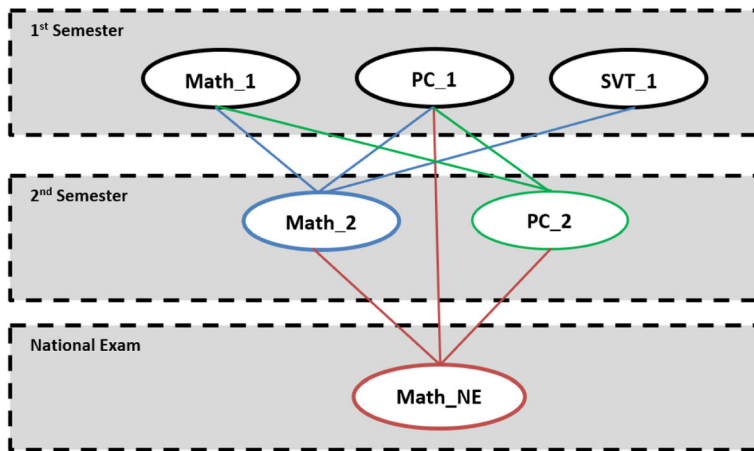 1st Semester
Math_1
PC_1
SVT_1
2nd Semester
Math_2
PC_2
National Exam
Math_NE